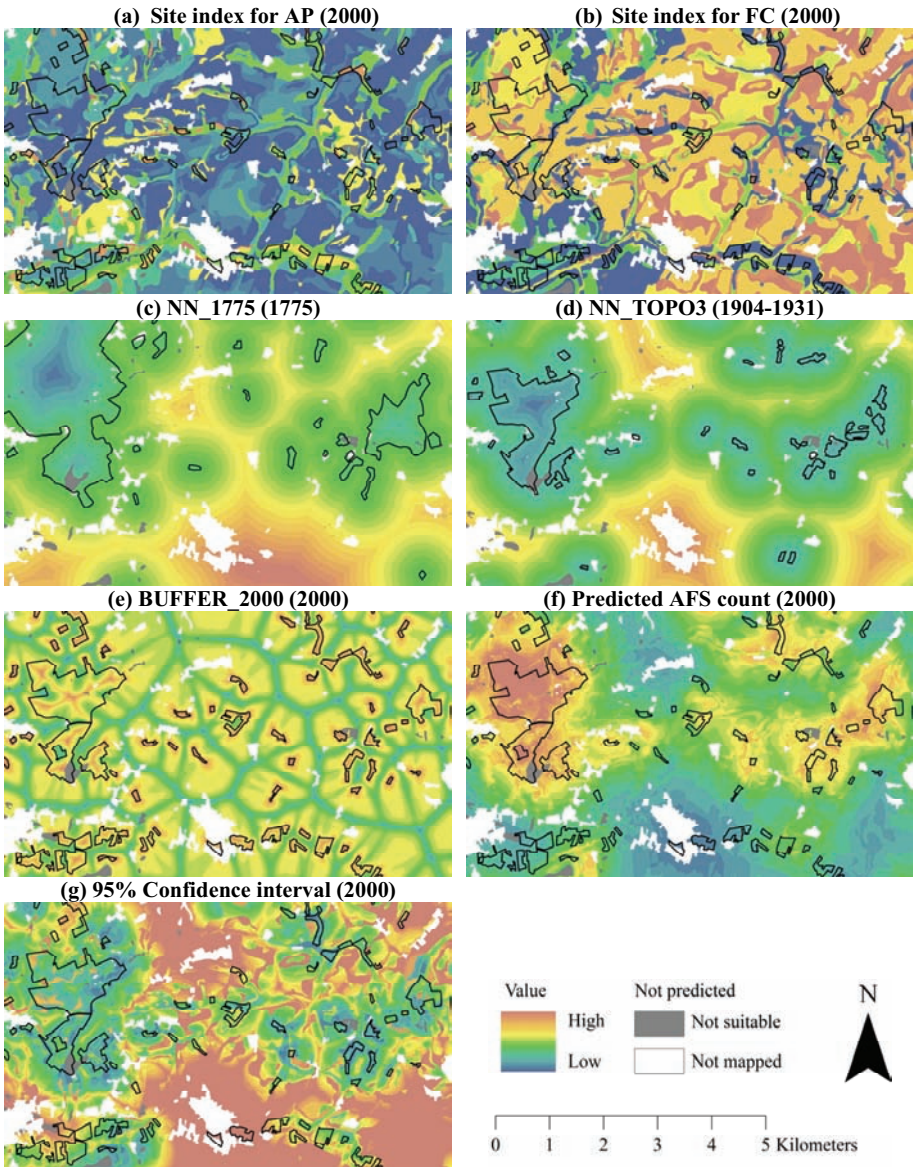 (a) Site index for AP (2000)
(b) Site index for FC (2000)
(c) NN_1775 (1775)
(d) NN_TOPO3 (1904-1931)
(e) BUFFER_2000 (2000)
(f) Predicted AFS count (2000)
(g) 95% Confidence interval (2000)
Value
Not predicted
N
High
Not suitable
Low
Not mapped
0 1 2 3 4 5 Kilometers